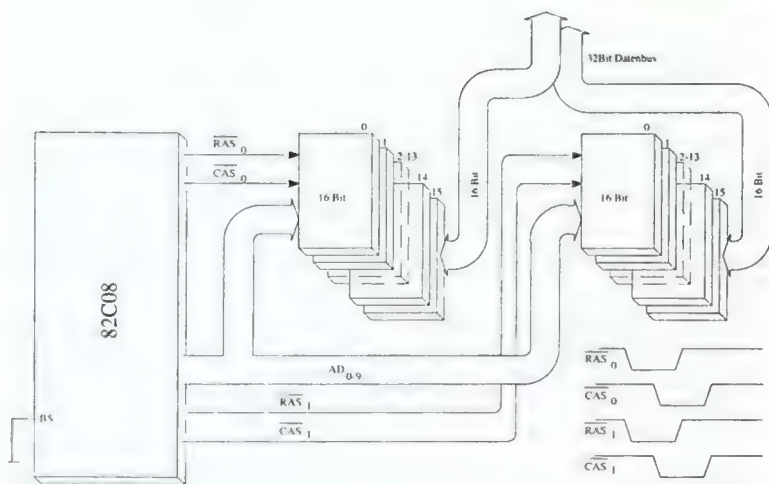 32Bit Datenbus
RAS 0
CAS 0
0
1
2-13
14
15
16 Bit
16 Bit
0
1
2-13
14
15
16 Bit
16 Bit
82C08
BS
AD 0-9
RAS 1
CAS 1
RAS 0
CAS 0
RAS 1
CAS 1